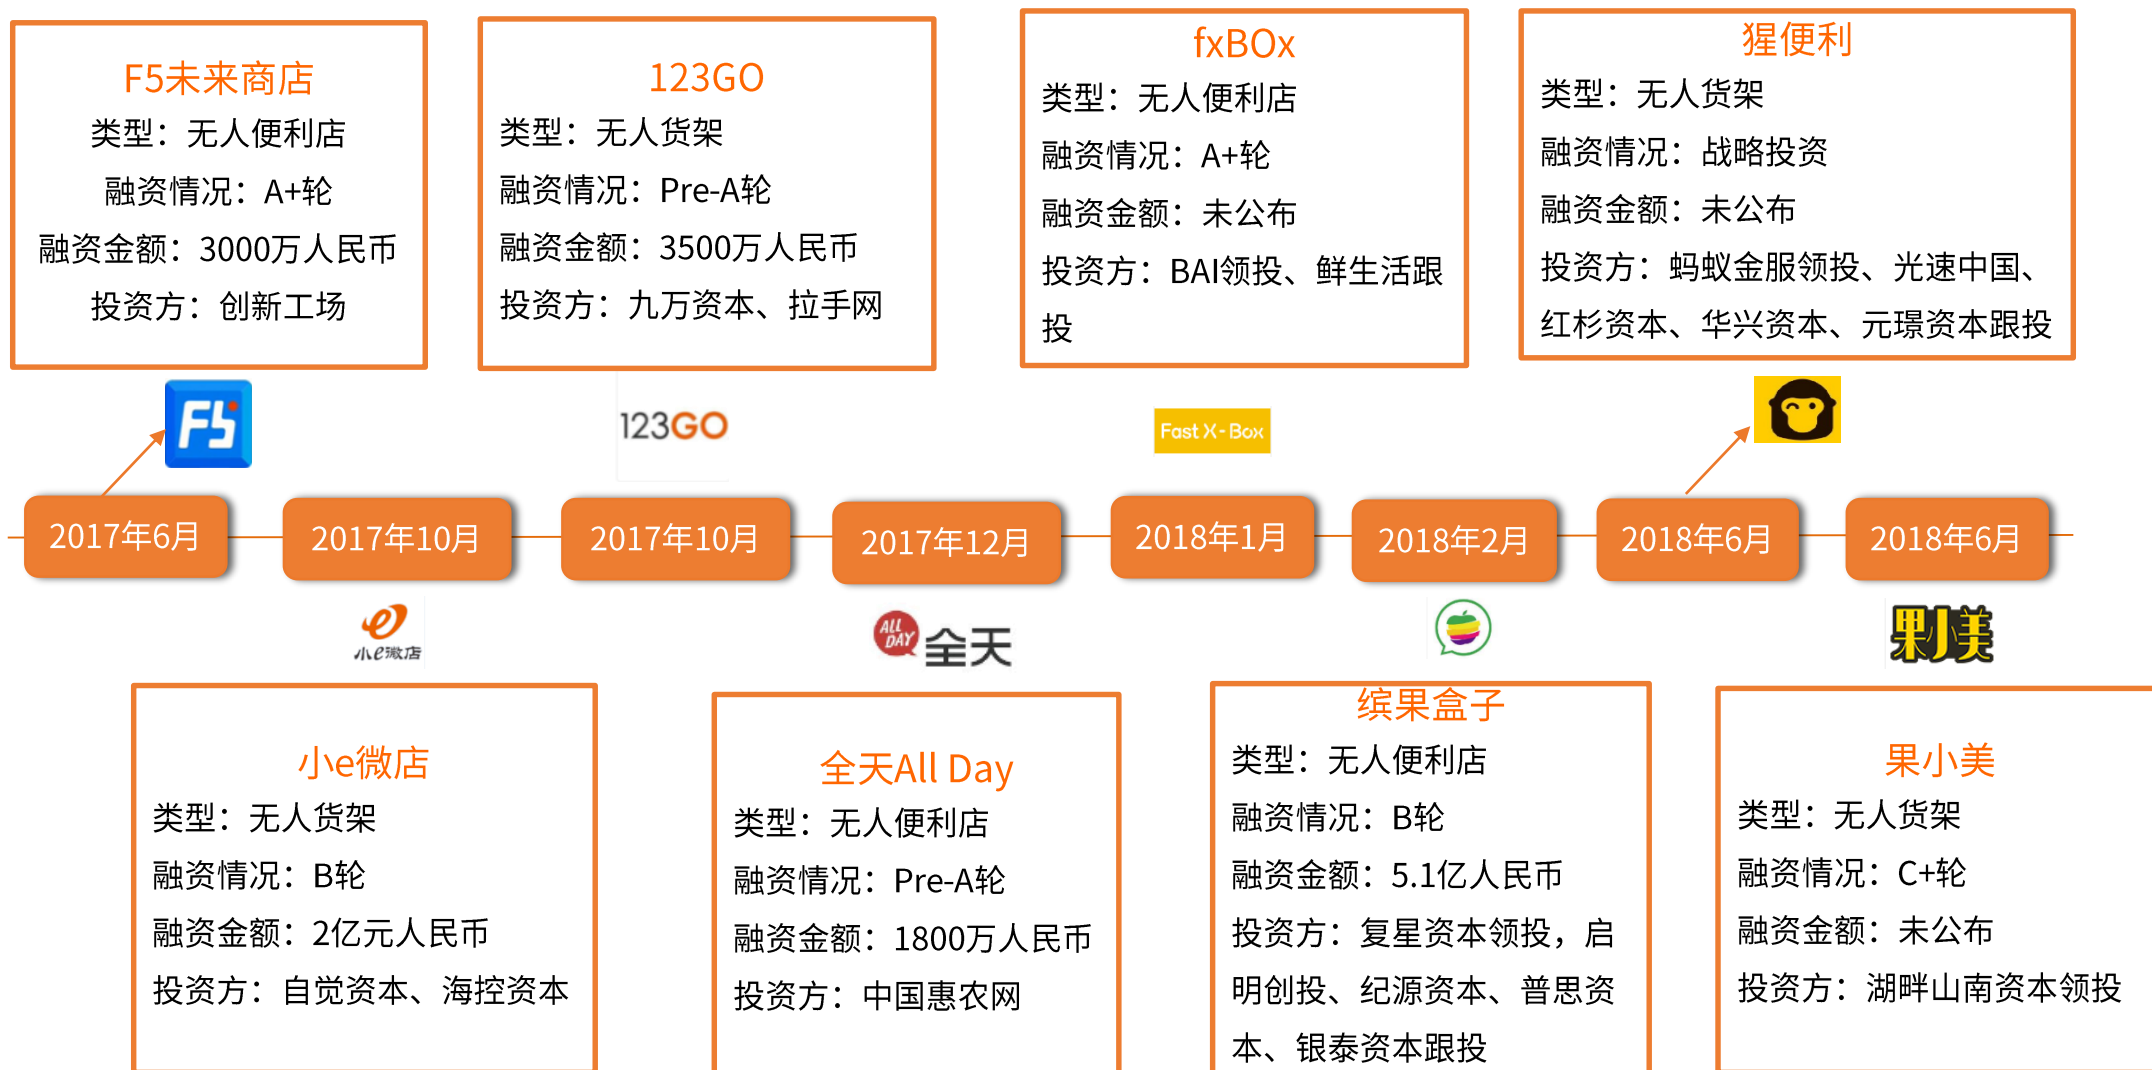 F5未来商店
类型：无人便利店
融资情况：A+轮
融资金额：3000万人民币
投资方：创新工场
123GO
类型：无人货架
融资情况：Pre-A轮
融资金额：3500万人民币
投资方：九万资本、拉手网
fxBOx
类型：无人便利店
融资情况：A+轮
融资金额：未公布
投资方：BAI领投、鲜生活跟
投
猩便利
类型：无人货架
融资情况：战略投资
融资金额：未公布
投资方：蚂蚁金服领投、光速中国、
红杉资本、华兴资本、元璟资本跟投
F5
123GO
Fast X-Box
2017年6月
2017年10月
2017年10月
2017年12月
2018年1月
2018年2月
2018年6月
2018年6月
小e微店
ALL
DAY
全天
果小美
小e微店
类型：无人货架
融资情况：B轮
融资金额：2亿元人民币
投资方：自觉资本、海控资本
全天All Day
类型：无人便利店
融资情况：Pre-A轮
融资金额：1800万人民币
投资方：中国惠农网
缤果盒子
类型：无人便利店
融资情况：B轮
融资金额：5.1亿人民币
投资方：复星资本领投，启
明创投、纪源资本、普思资
本、银泰资本跟投
果小美
类型：无人货架
融资情况：C+轮
融资金额：未公布
投资方：湖畔山南资本领投